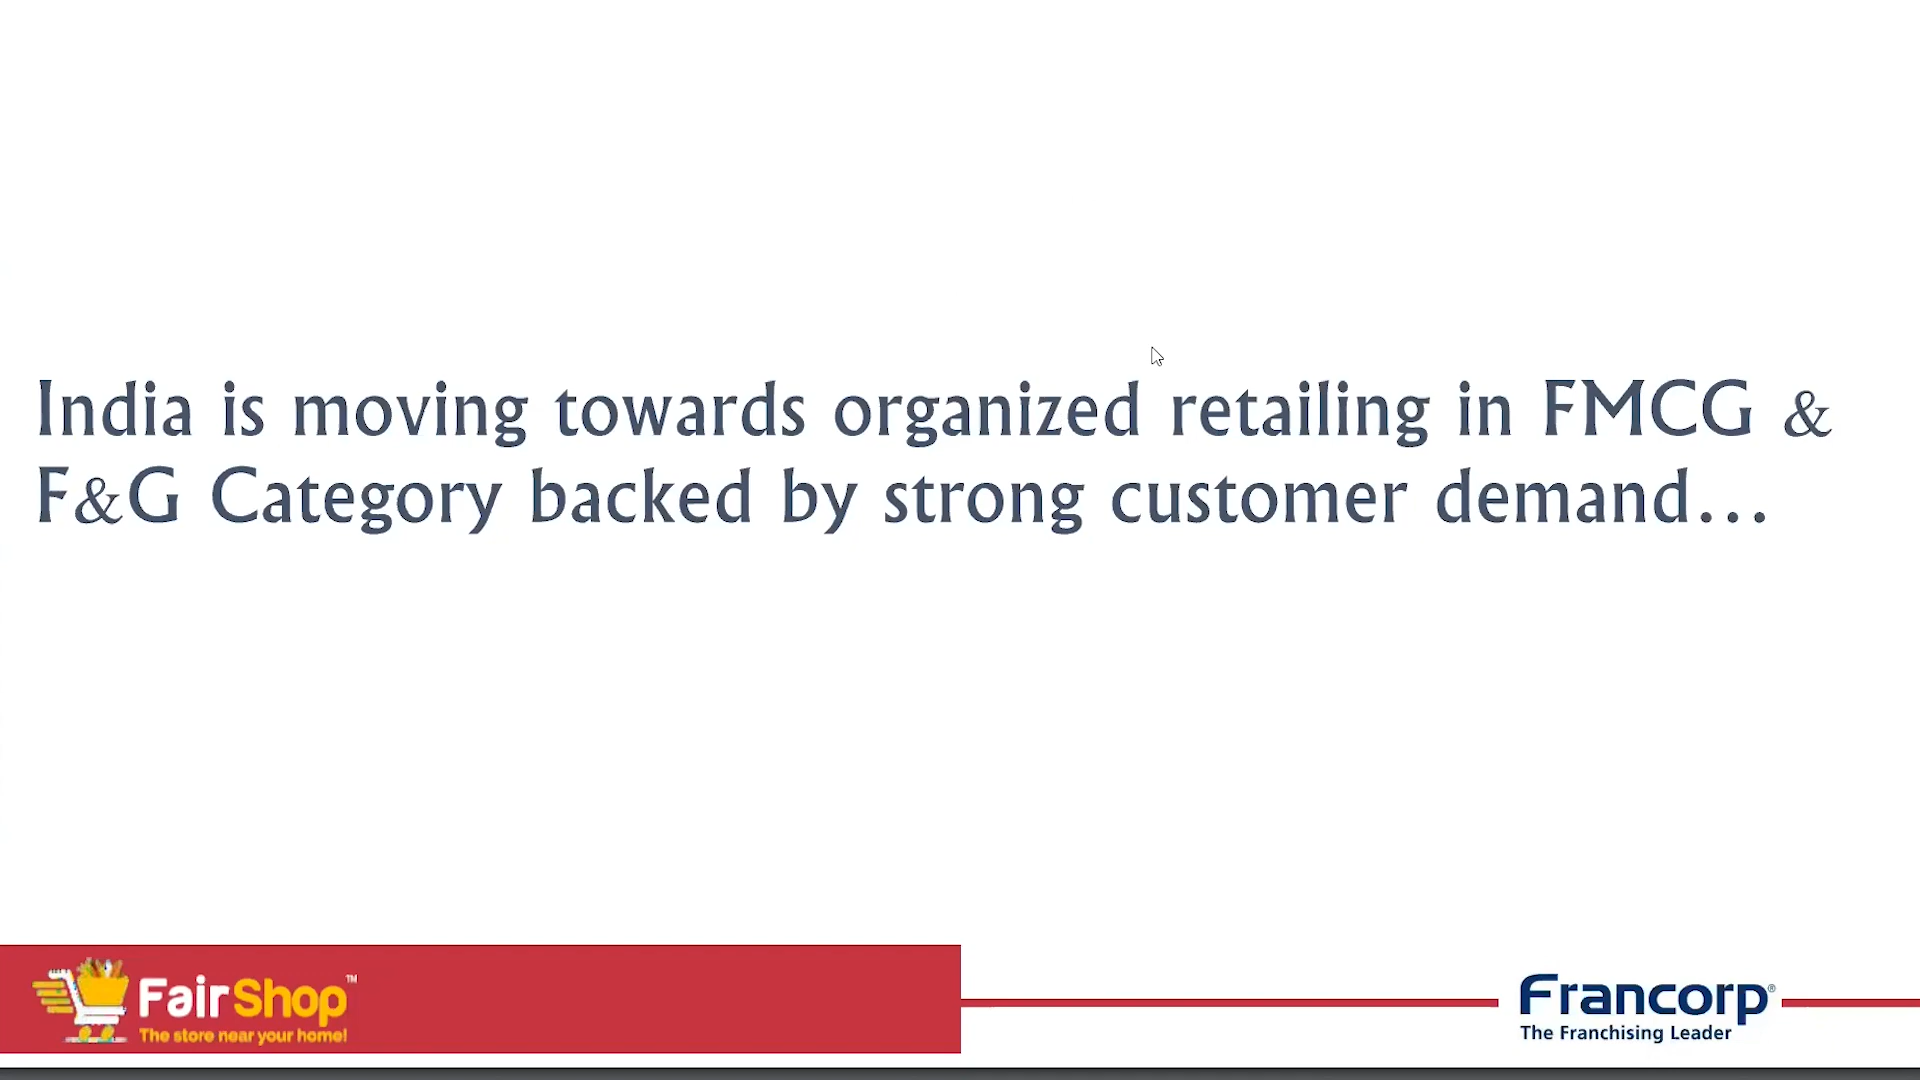 India is moving towards organized retailing in FMCG &
F&G Category backed by strong customer demand...
FairShop™
The store near your home!
Francorp®
The Franchising Leader